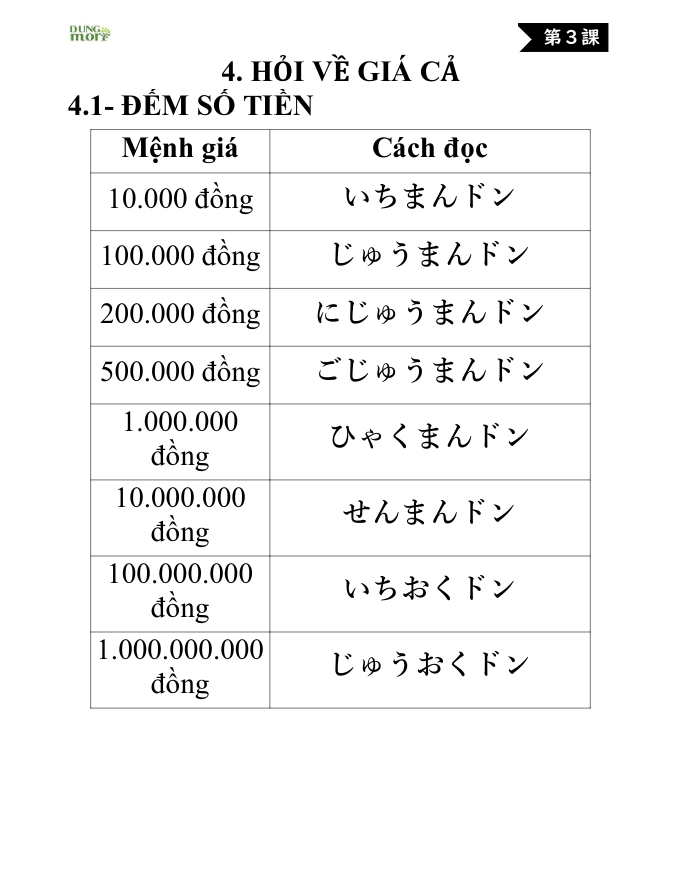 DUNG
mori
第3課
4. HỎI VỀ GIÁ CẢ
4.1- ĐẾM SỐ TIỀN
Mệnh giá
Cách đọc
10.000 đồng
いちまんドン
100.000 đồng
じゅうまんドン
200.000 đồng
にじゅうまんドン
500.000 đồng
ごじゅうまんドン
1.000.000
đồng
ひゃくまんドン
10.000.000
đồng
せんまんドン
100.000.000
đồng
いちおくドン
1.000.000.000
đồng
じゅうおくドン